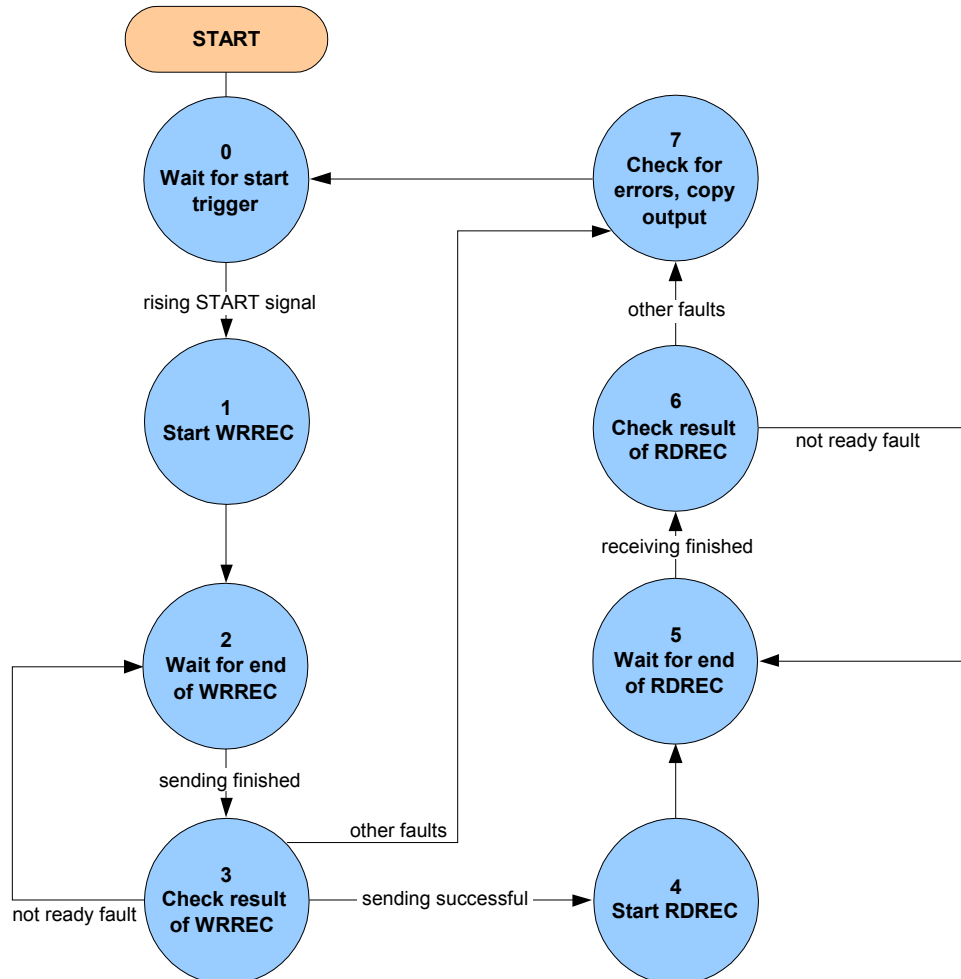 START
0
Wait for start
trigger
7
Check for
errors, copy
output
rising START signal
other faults
1
Start WRREC
6
Check result
of RDREC
not ready fault
receiving finished
2
Wait for end
of WRREC
5
Wait for end
of RDREC
sending finished
other faults
3
Check result
of WRREC
not ready fault
sending successful
4
Start RDREC